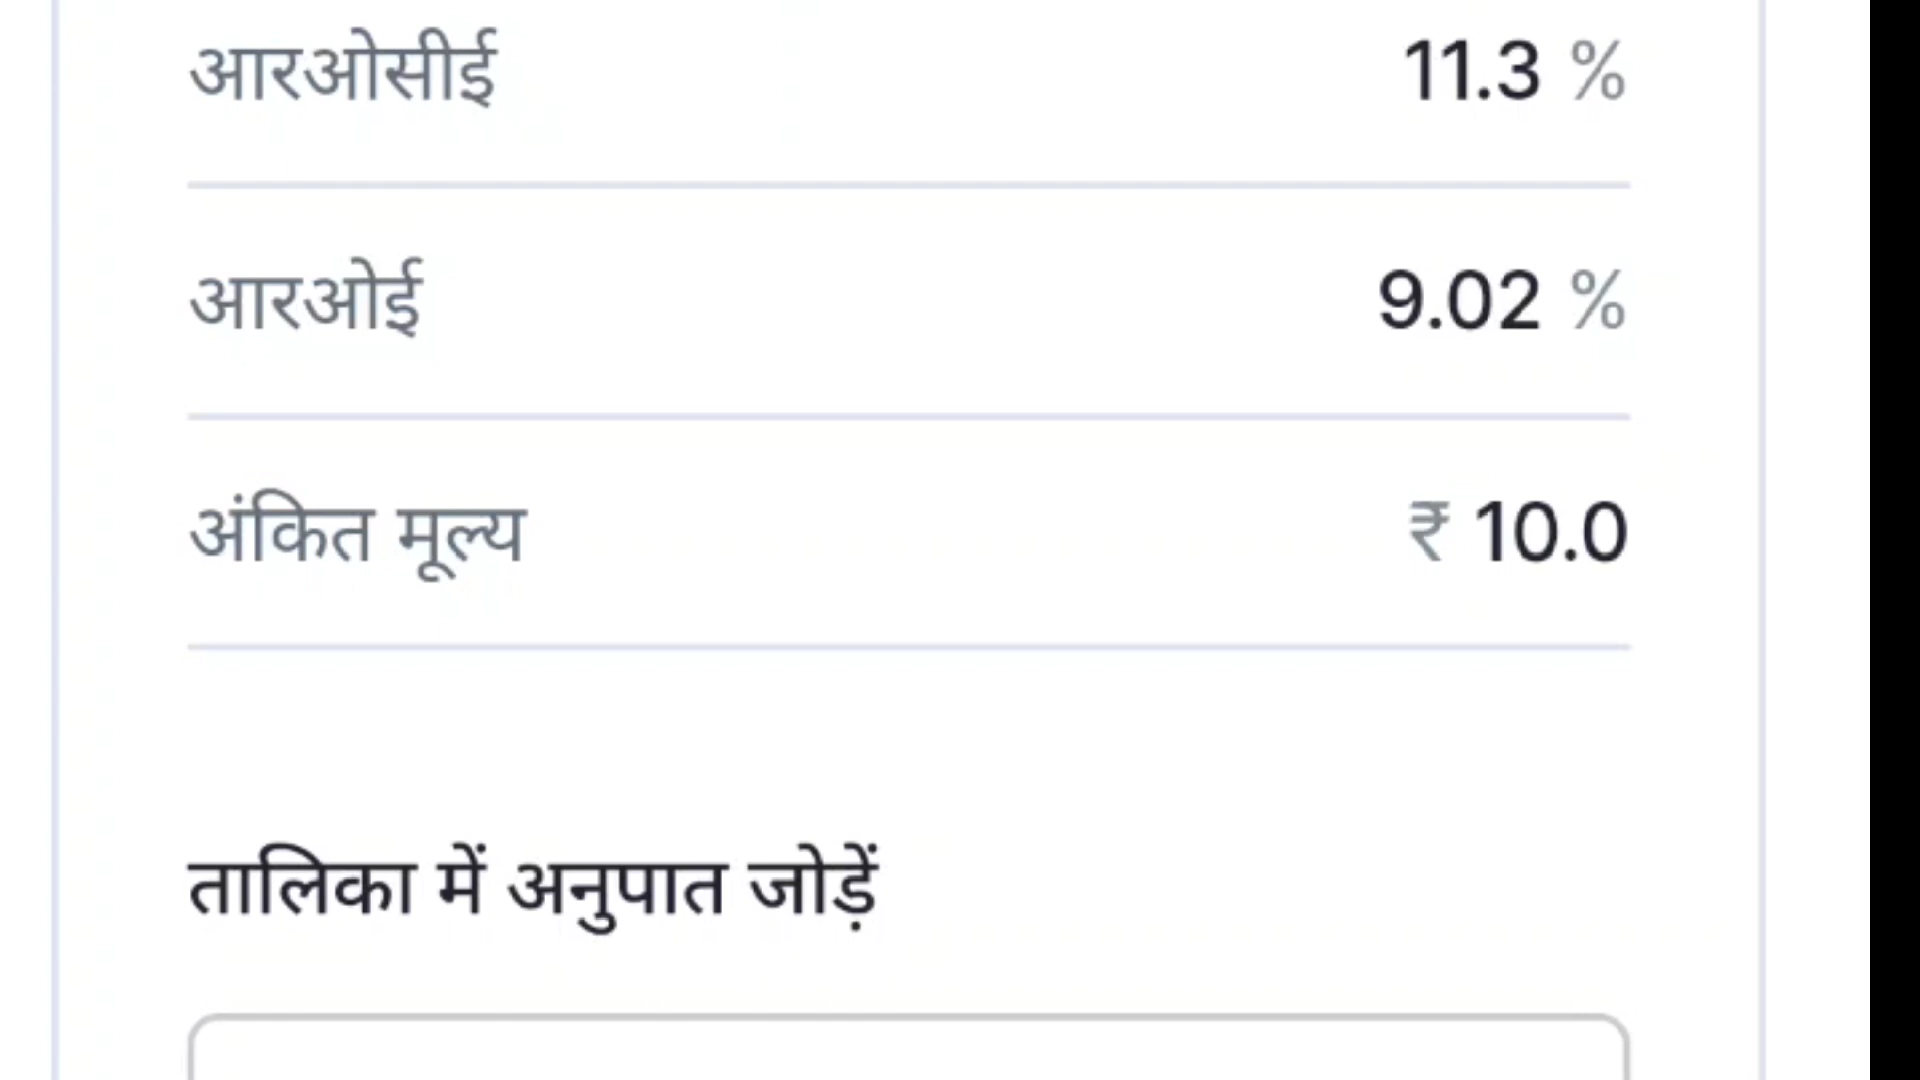 आरओसीई 11.3 %
आरओई 9.02 %
अंकित मूल्य ₹ 10.0
तालिका में अनुपात जोड़ें